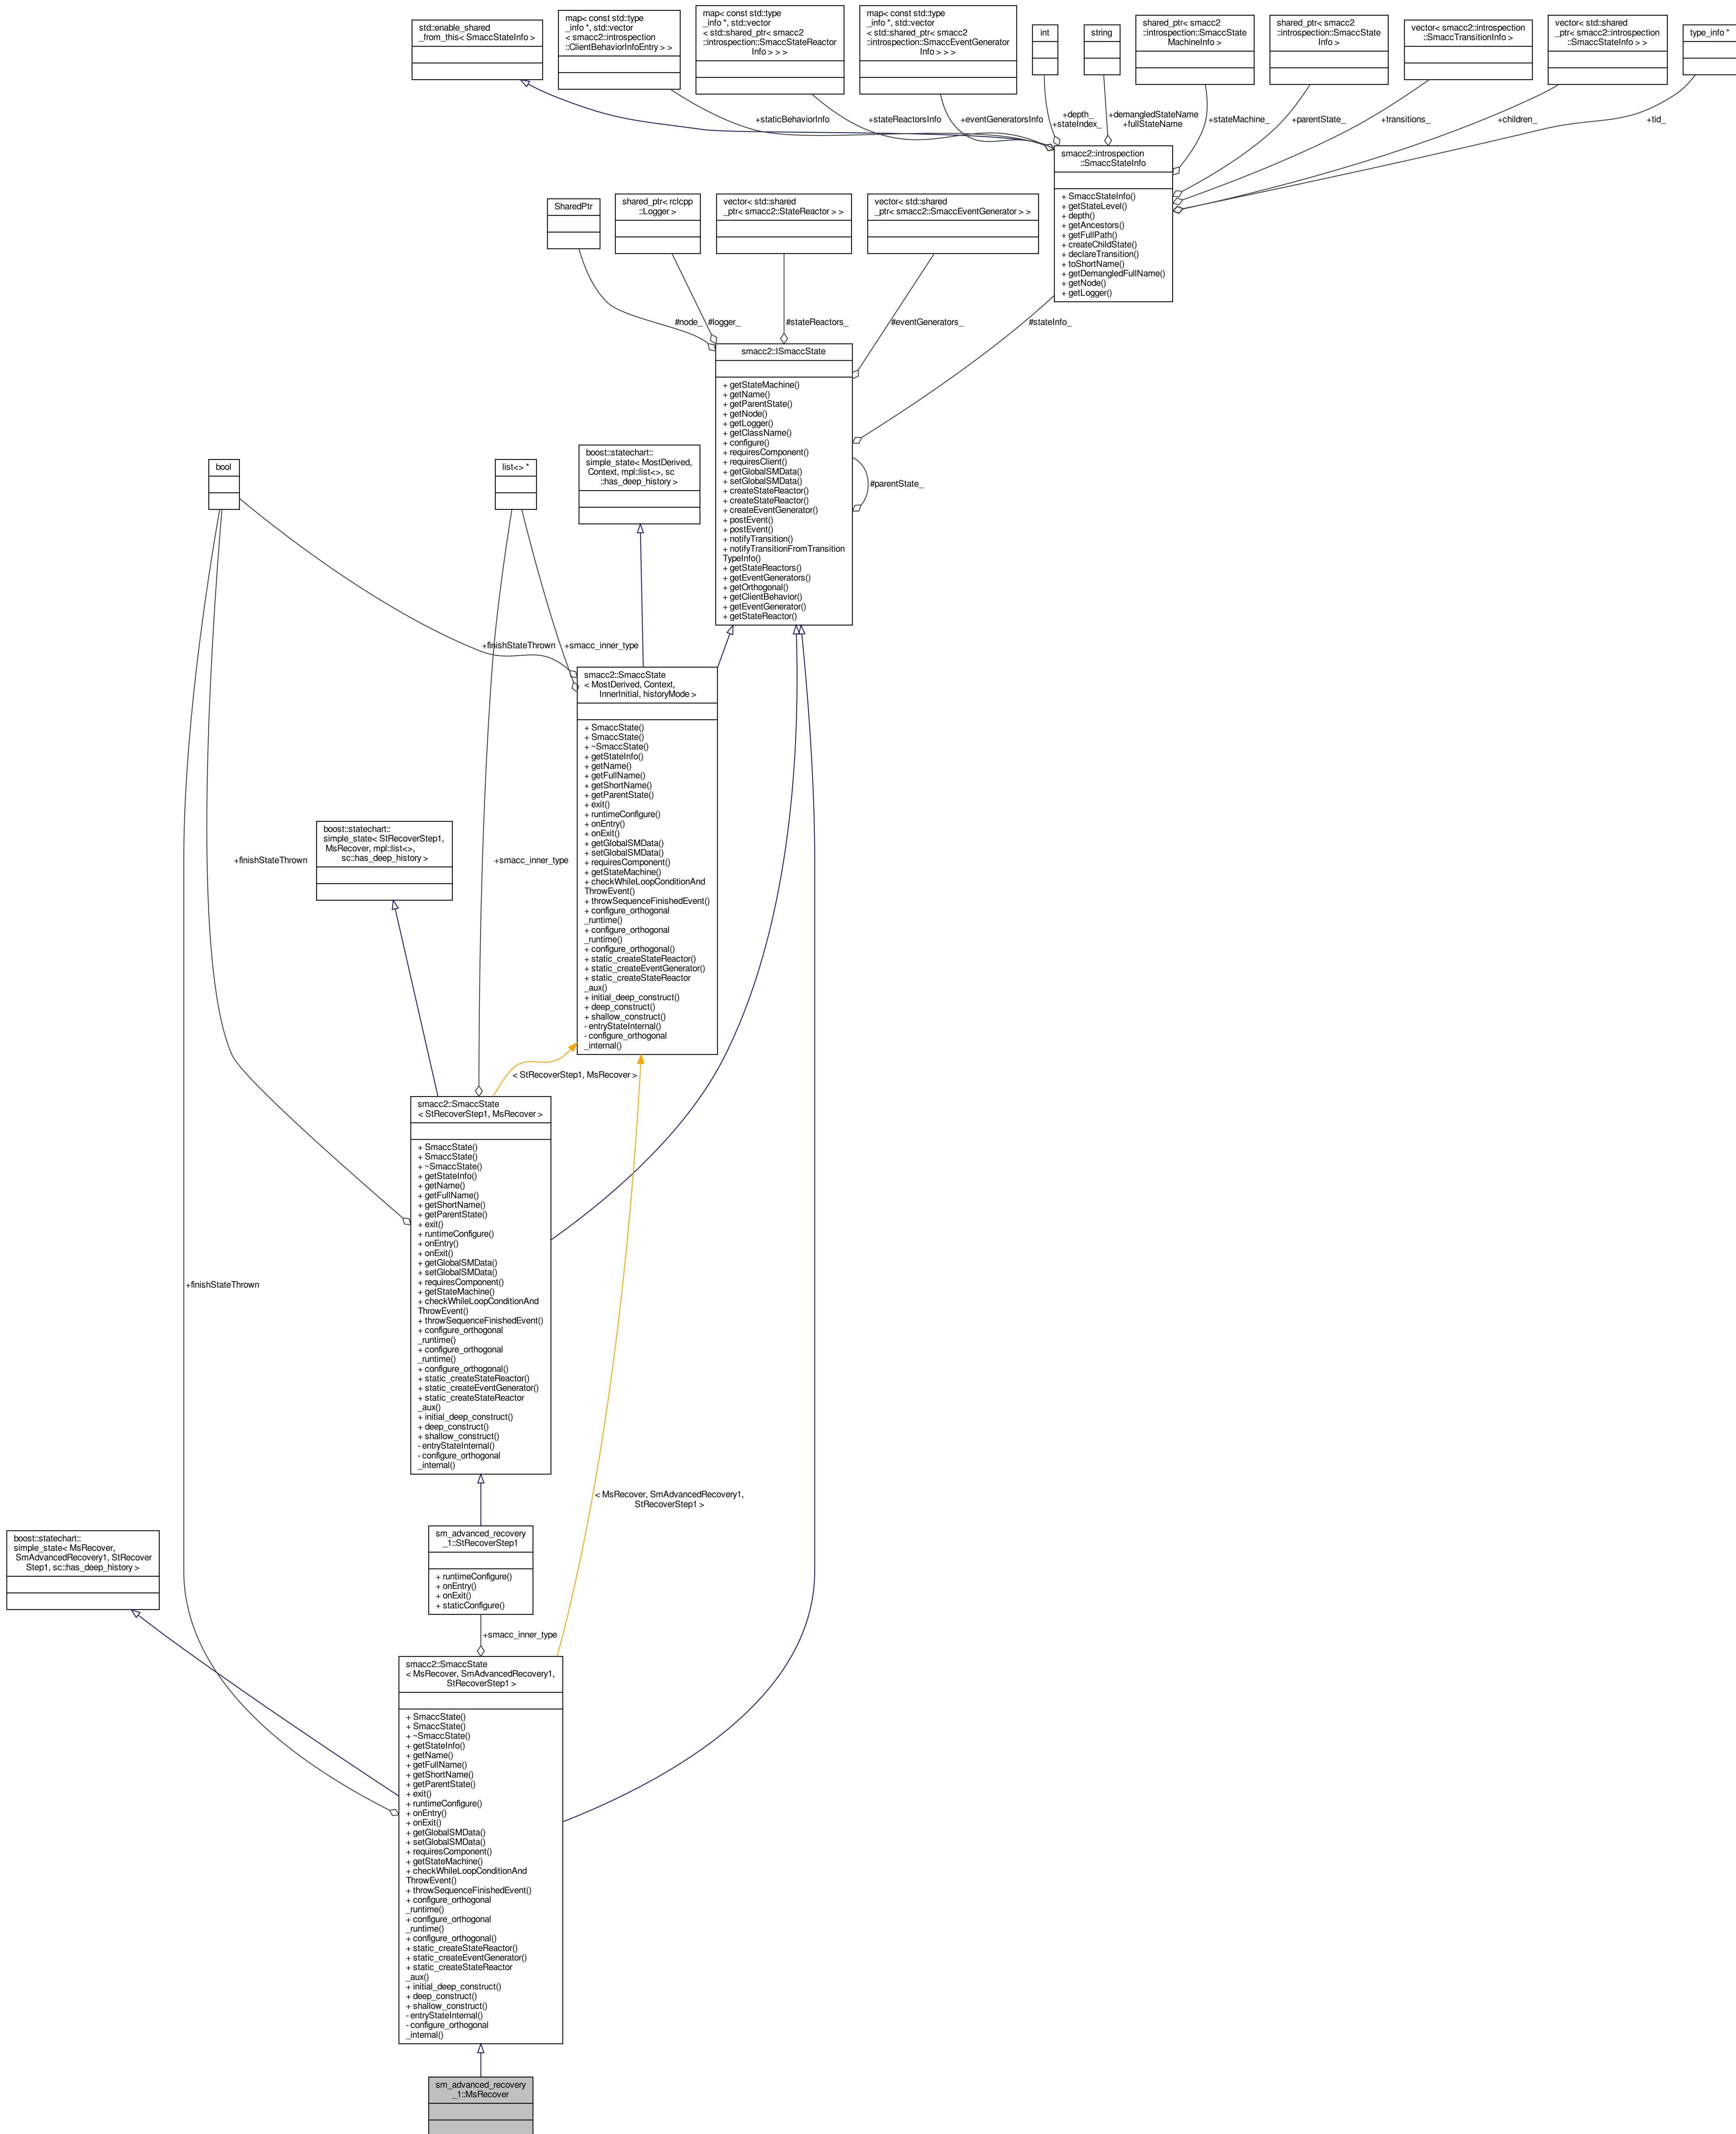 std::enable_shared
_from_this< SmaccStateInfo >
map< const std::type
_info *, std::vector
< smacc2::introspection
::ClientBehaviorInfoEntry > >
map< const std::type
_info *, std::vector
< std::shared_ptr< smacc2
::introspection::SmaccStateReactor
Info > > >
map< const std::type
_info *, std::vector
< std::shared_ptr< smacc2
::introspection::SmaccEventGenerator
Info > > >
int
string
shared_ptr< smacc2
::introspection::SmaccState
MachineInfo >
shared_ptr< smacc2
::introspection::SmaccState
Info >
vector< smacc2::introspection
::SmaccTransitionInfo >
vector< std::shared
_ptr< smacc2::introspection
::SmaccStateInfo > >
type_info *
+staticBehaviorInfo
+stateReactorsInfo
+eventGeneratorsInfo
+depth_
+stateIndex_
+demangledStateName
+fullStateName
+stateMachine_
+parentState_
+transitions_
+children_
+tid_
smacc2::introspection
::SmaccStateInfo
+ SmaccStateInfo()
+ getStateLevel()
+ depth()
+ getAncestors()
+ getFullPath()
+ createChildState()
+ declareTransition()
+ toShortName()
+ getDemangledFullName()
+ getNode()
+ getLogger()
SharedPtr
shared_ptr< rclcpp
::Logger >
vector< std::shared
_ptr< smacc2::StateReactor > >
vector< std::shared
_ptr< smacc2::SmaccEventGenerator > >
#node_
#logger_
#stateReactors_
#eventGenerators_
#stateInfo_
smacc2::ISmaccState
+ getStateMachine()
+ getName()
+ getParentState()
+ getNode()
+ getLogger()
+ getClassName()
+ configure()
+ requiresComponent()
+ requiresClient()
+ getGlobalSMData()
+ setGlobalSMData()
+ createStateReactor()
+ createStateReactor()
+ createEventGenerator()
+ postEvent()
+ postEvent()
+ notifyTransition()
+ notifyTransitionFromTransition
TypeInfo()
+ getStateReactors()
+ getEventGenerators()
+ getOrthogonal()
+ getClientBehavior()
+ getEventGenerator()
+ getStateReactor()
#parentState_
bool
list<> *
boost::statechart::
simple_state< MostDerived,
Context, mpl::list<>, sc
::has_deep_history >
+finishStateThrown
+smacc_inner_type
smacc2::SmaccState
< MostDerived, Context,
InnerInitial, historyMode >
+ SmaccState()
+ SmaccState()
+ ~SmaccState()
+ getStateInfo()
+ getName()
+ getFullName()
+ getShortName()
+ getParentState()
+ exit()
+ runtimeConfigure()
+ onEntry()
+ onExit()
+ getGlobalSMData()
+ setGlobalSMData()
+ requiresComponent()
+ getStateMachine()
+ checkWhileLoopConditionAnd
ThrowEvent()
+ throwSequenceFinishedEvent()
+ configure_orthogonal
_runtime()
+ configure_orthogonal
_runtime()
+ configure_orthogonal()
+ static_createStateReactor()
+ static_createEventGenerator()
+ static_createStateReactor
_aux()
+ initial_deep_construct()
+ deep_construct()
+ shallow_construct()
- entryStateInternal()
- configure_orthogonal
_internal()
boost::statechart::
simple_state< StRecoverStep1,
MsRecover, mpl::list<>,
sc::has_deep_history >
+finishStateThrown
+smacc_inner_type
< StRecoverStep1, MsRecover >
smacc2::SmaccState
< StRecoverStep1, MsRecover >
+ SmaccState()
+ SmaccState()
+ ~SmaccState()
+ getStateInfo()
+ getName()
+ getFullName()
+ getShortName()
+ getParentState()
+ exit()
+ runtimeConfigure()
+ onEntry()
+ onExit()
+ getGlobalSMData()
+ setGlobalSMData()
+ requiresComponent()
+ getStateMachine()
+ checkWhileLoopConditionAnd
ThrowEvent()
+ throwSequenceFinishedEvent()
+ configure_orthogonal
_runtime()
+ configure_orthogonal
_runtime()
+ configure_orthogonal()
+ static_createStateReactor()
+ static_createEventGenerator()
+ static_createStateReactor
_aux()
+ initial_deep_construct()
+ deep_construct()
+ shallow_construct()
- entryStateInternal()
- configure_orthogonal
_internal()
+finishStateThrown
< MsRecover, SmAdvancedRecovery1,
StRecoverStep1 >
boost::statechart::
simple_state< MsRecover,
SmAdvancedRecovery1, StRecover
Step1, sc::has_deep_history >
sm_advanced_recovery
_1::StRecoverStep1
+ runtimeConfigure()
+ onEntry()
+ onExit()
+ staticConfigure()
+smacc_inner_type
smacc2::SmaccState
< MsRecover, SmAdvancedRecovery1,
StRecoverStep1 >
+ SmaccState()
+ SmaccState()
+ ~SmaccState()
+ getStateInfo()
+ getName()
+ getFullName()
+ getShortName()
+ getParentState()
+ exit()
+ runtimeConfigure()
+ onEntry()
+ onExit()
+ getGlobalSMData()
+ setGlobalSMData()
+ requiresComponent()
+ getStateMachine()
+ checkWhileLoopConditionAnd
ThrowEvent()
+ throwSequenceFinishedEvent()
+ configure_orthogonal
_runtime()
+ configure_orthogonal
_runtime()
+ configure_orthogonal()
+ static_createStateReactor()
+ static_createEventGenerator()
+ static_createStateReactor
_aux()
+ initial_deep_construct()
+ deep_construct()
+ shallow_construct()
- entryStateInternal()
- configure_orthogonal
_internal()
sm_advanced_recovery
_1::MsRecover